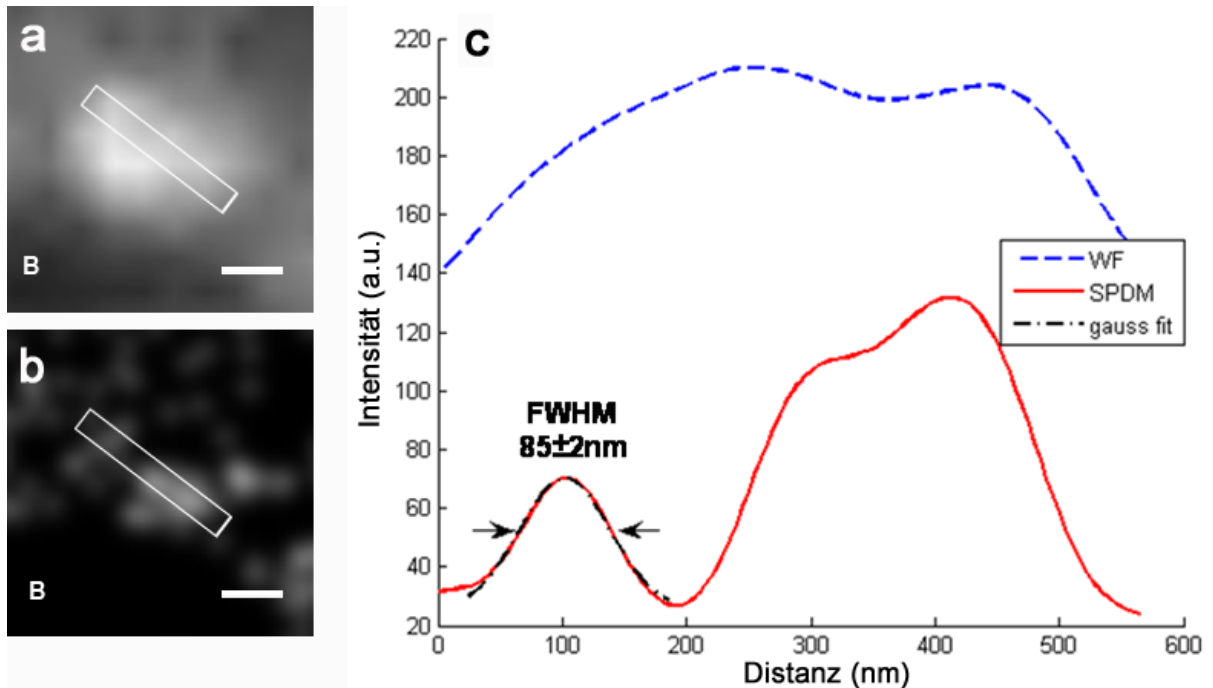 a
B
b
B
c
Intensität (a.u.)
220
200
180
160
140
120
100
80
60
40
20
WF
SPDM
gauss fit
FWHM
85±2nm
0 100 200 300 400 500 600
Distanz (nm)